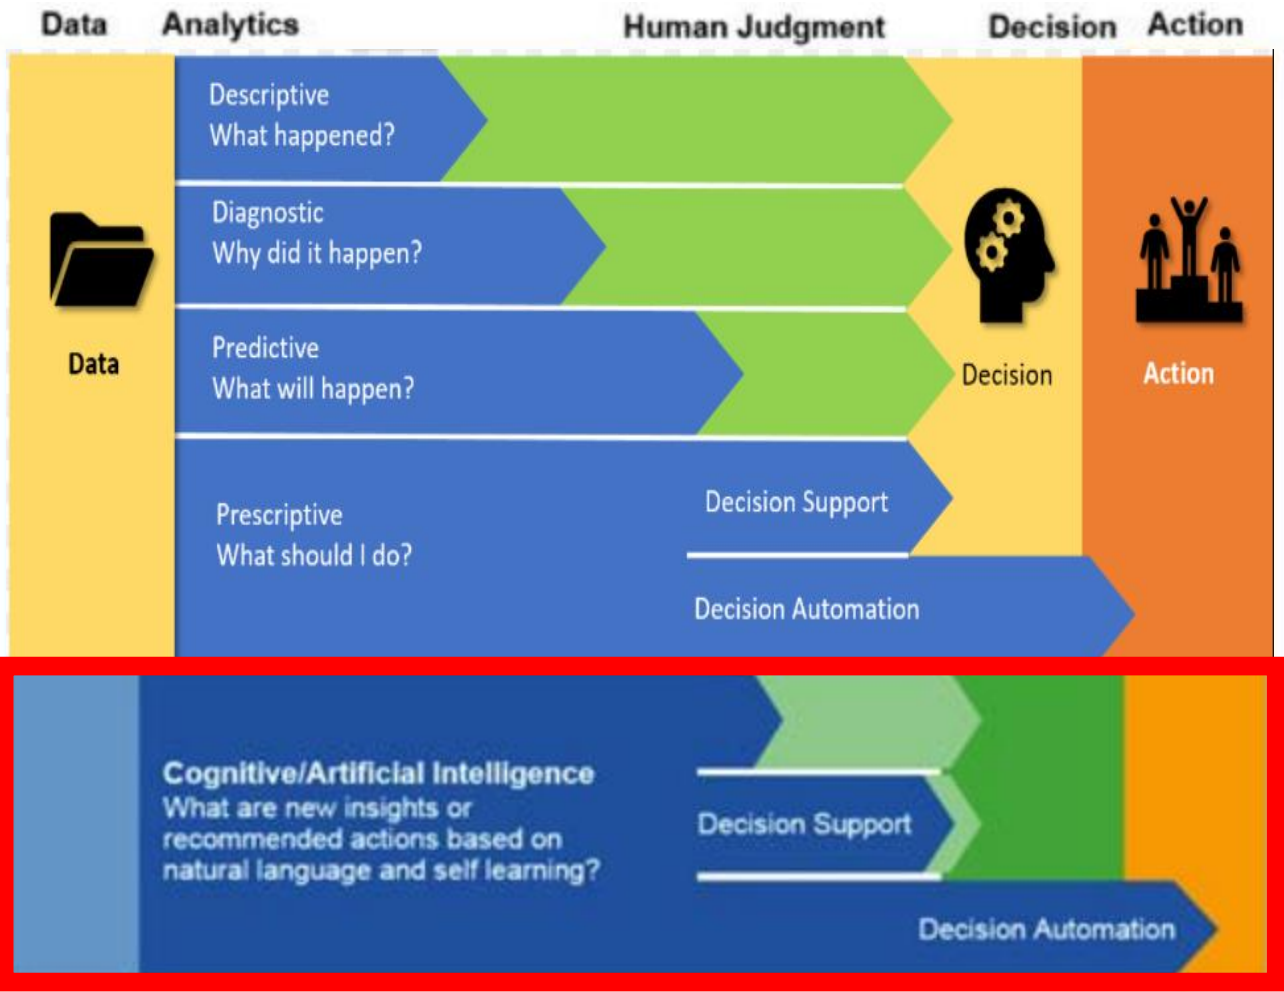 Data Analytics Human Judgment Decision Action
Descriptive
What happened?
Diagnostic
Why did it happen?
Data
Predictive
What will happen?
Decision
Action
Prescriptive
What should I do?
Decision Support
Decision Automation
Cognitive/Artificial Intelligence
What are new insights or
recommended actions based on
natural language and self learning?
Decision Support
Decision Automation